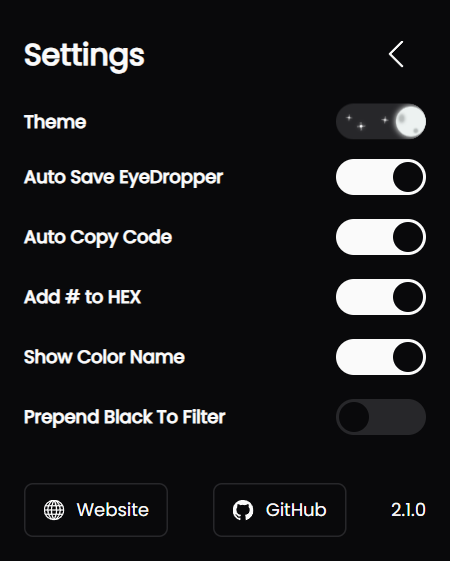 Settings
Theme
Auto Save EyeDropper
Auto Copy Code
Add # to HEX
Show Color Name
Prepend Black To Filter
Website GitHub 2.1.0